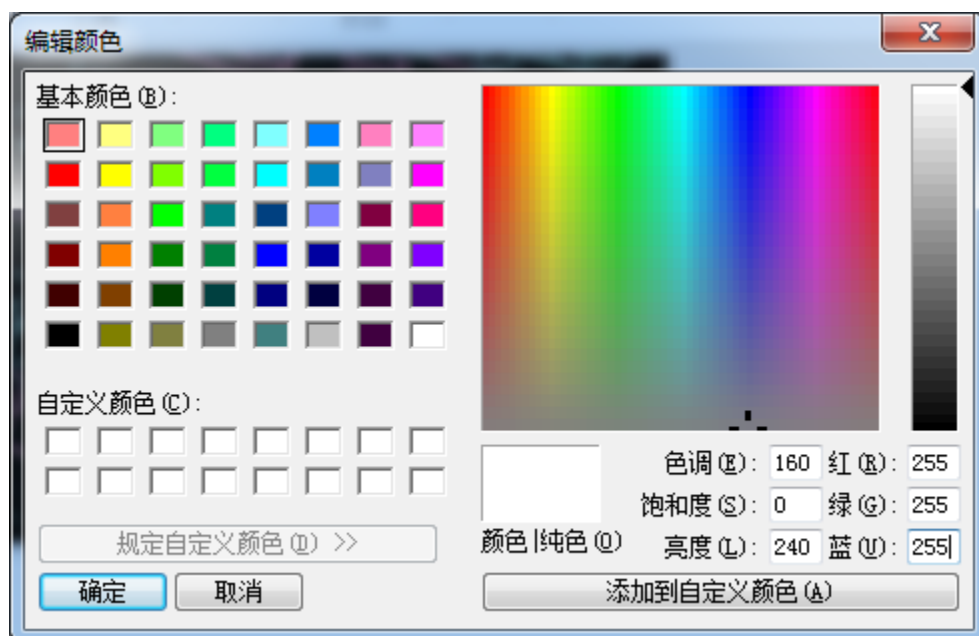 编辑颜色
基本颜色(B):
自定义颜色(C):
规定自定义颜色(D) >>
确定 取消
色调(E): 160 红(R): 255
饱和度(S): 0 绿(G): 255
颜色|纯色(O) 亮度(L): 240 蓝(U): 255
添加到自定义颜色(A)